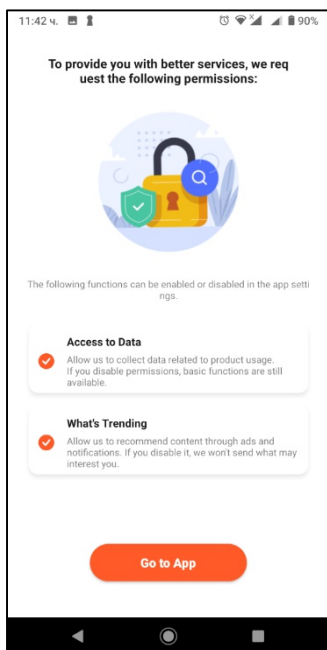 11:42 ч. 90%
To provide you with better services, we req
uest the following permissions:
The following functions can be enabled or disabled in the app setti
ngs.
Access to Data
Allow us to collect data related to product usage.
If you disable permissions, basic functions are still
available.
What's Trending
Allow us to recommend content through ads and
notifications. If you disable it, we won't send what may
interest you.
Go to App